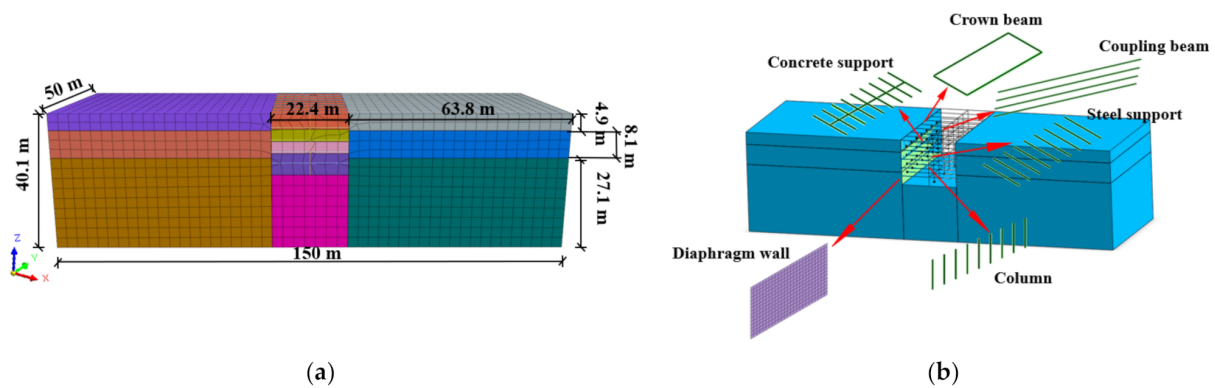 50 m
22.4 m
63.8 m
4.9 m
8.1 m
40.1 m
27.1 m
150 m
Z
Y
X
(a)
Crown beam
Concrete support
Coupling beam
Steel support
Diaphragm wall
Column
(b)